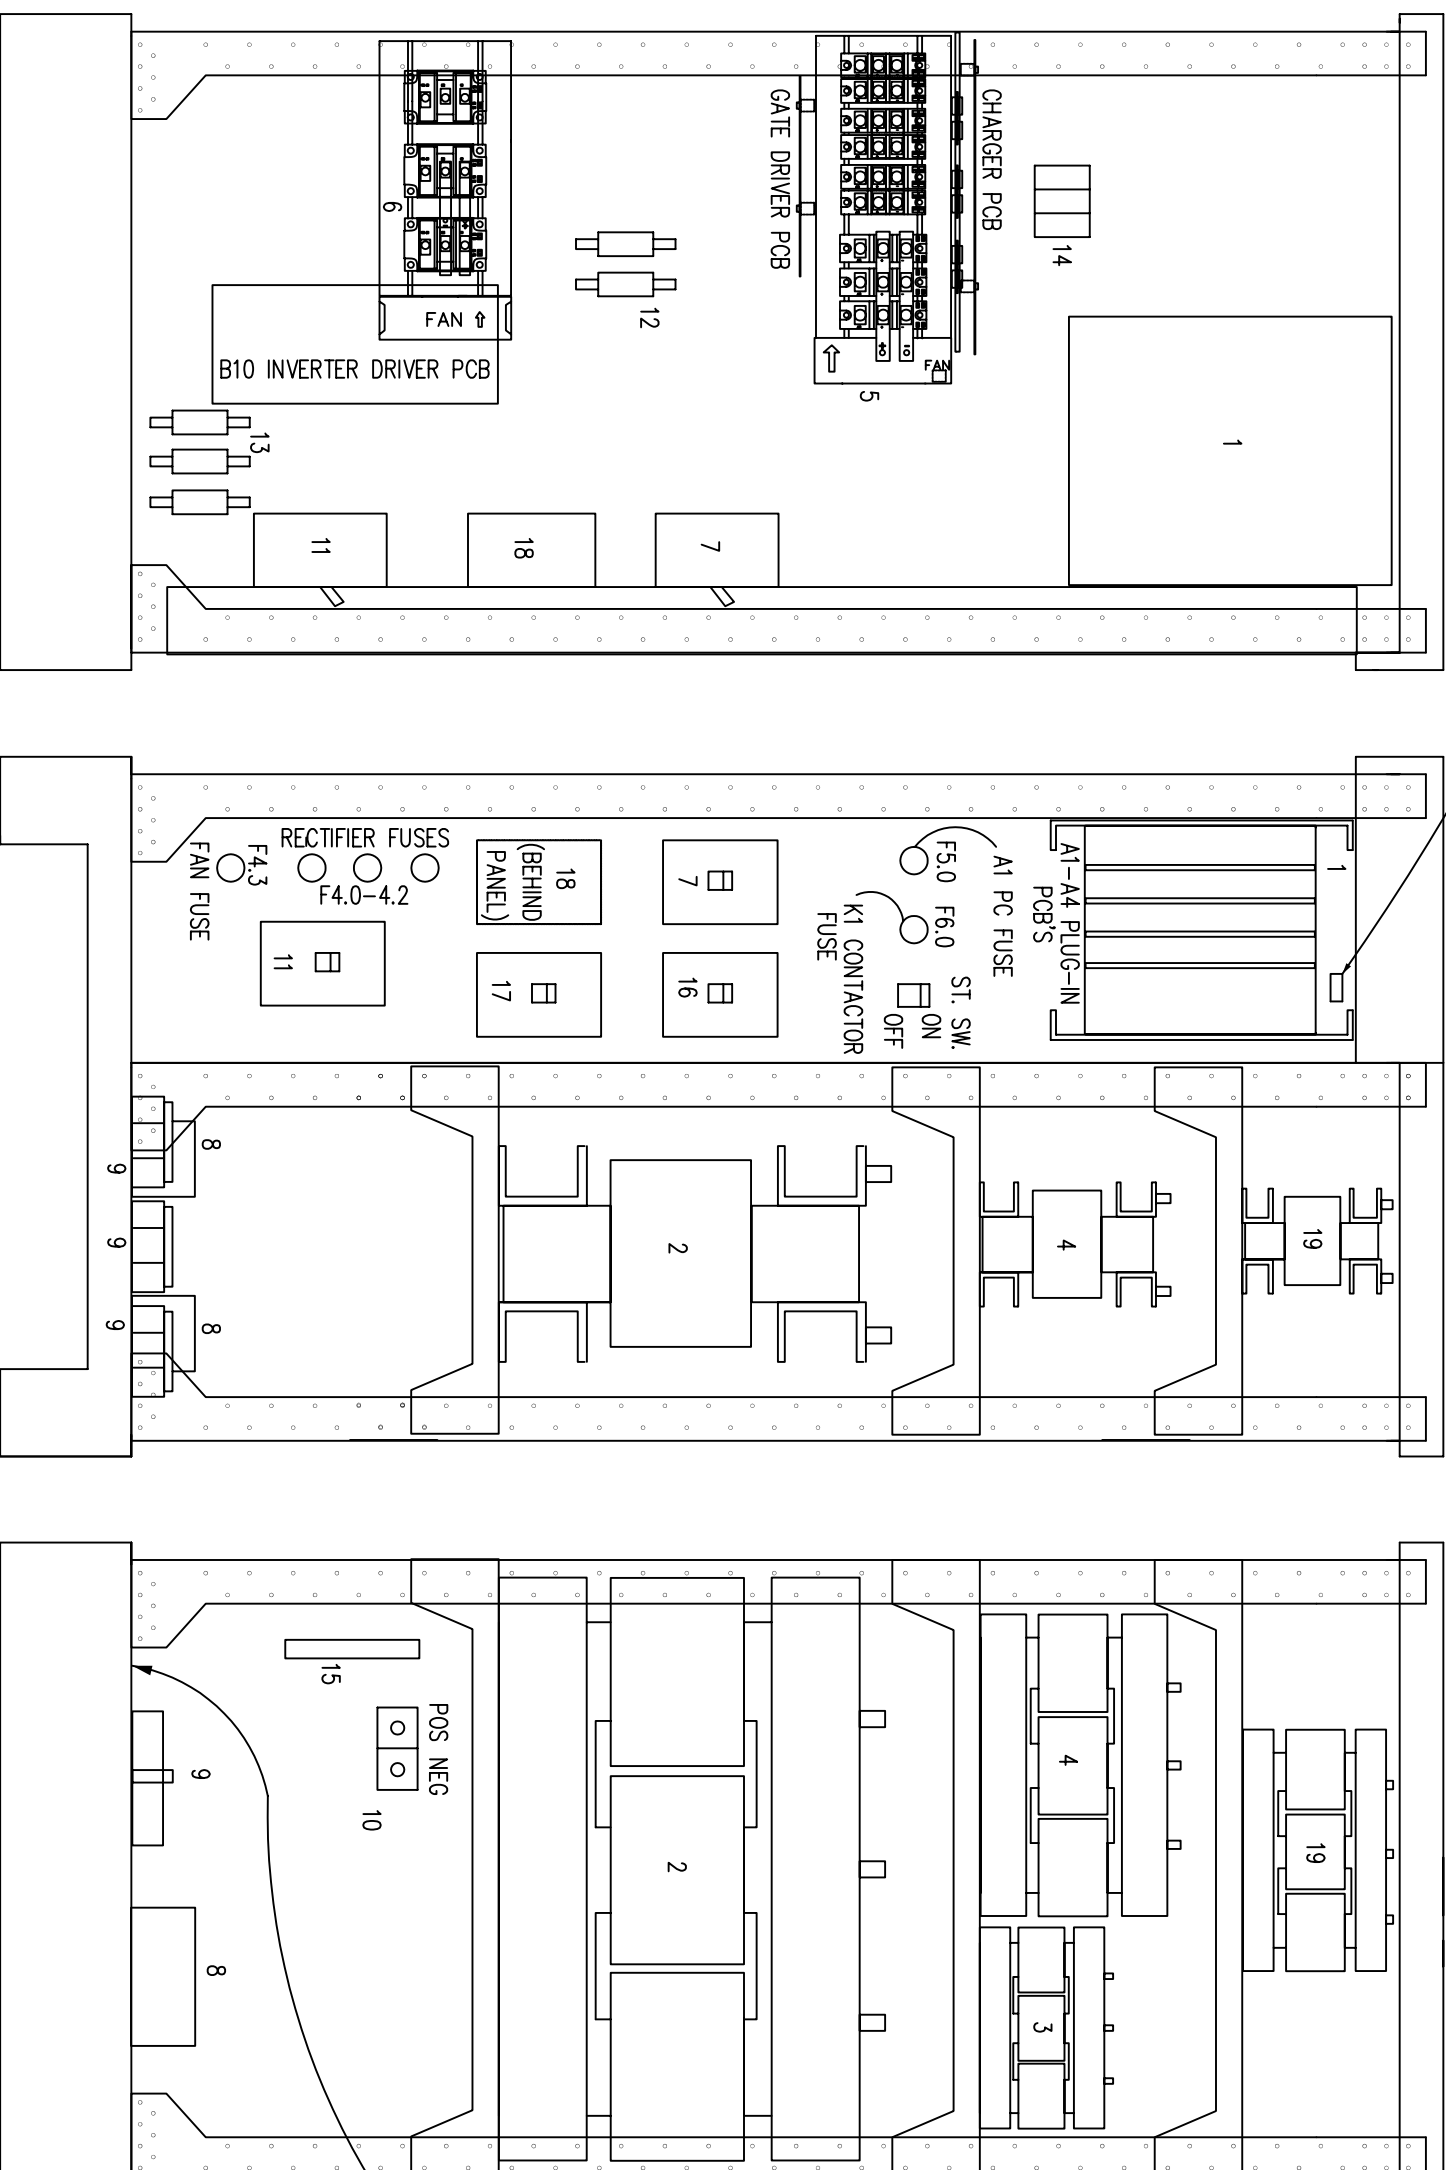 CHARGER PCB
GATE DRIVER PCB
14
6
12
FAN
FAN
B10 INVERTER DRIVER PCB
5
1
13
11
18
7
RECTIFIER FUSES
F4.0-4.2
F4.3
FAN FUSE
18
(BEHIND
PANEL)
7
F5.0
F6.0
A1 PC FUSE
K1 CONTACTOR
FUSE
1
A1-A4 PLUG-IN
PCB'S
ST. SW.
ON
OFF
11
17
16
8
9
9
9
8
2
4
19
15
POS NEG
10
9
8
2
4
3
19